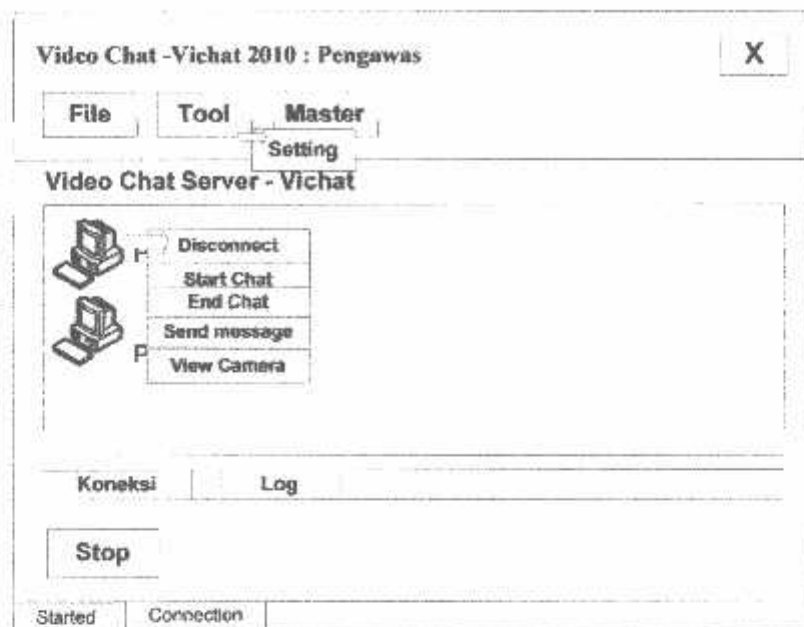 Video Chat -Vichat 2010 : Pengawas X
File Tool Master
Setting
Video Chat Server - Vichat
Disconnect
Start Chat
End Chat
Send message
P View Camera
Koneksi Log
Stop
Started Connection